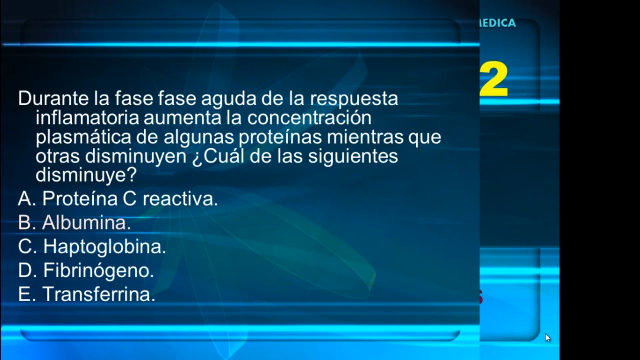 MEDICA
2
Durante la fase fase aguda de la respuesta
inflamatoria aumenta la concentración
plasmática de algunas proteínas mientras que
otras disminuyen ¿Cuál de las siguientes
disminuye?
A. Proteína C reactiva.
B. Albumina.
C. Haptoglobina.
D. Fibrinógeno.
E. Transferrina.